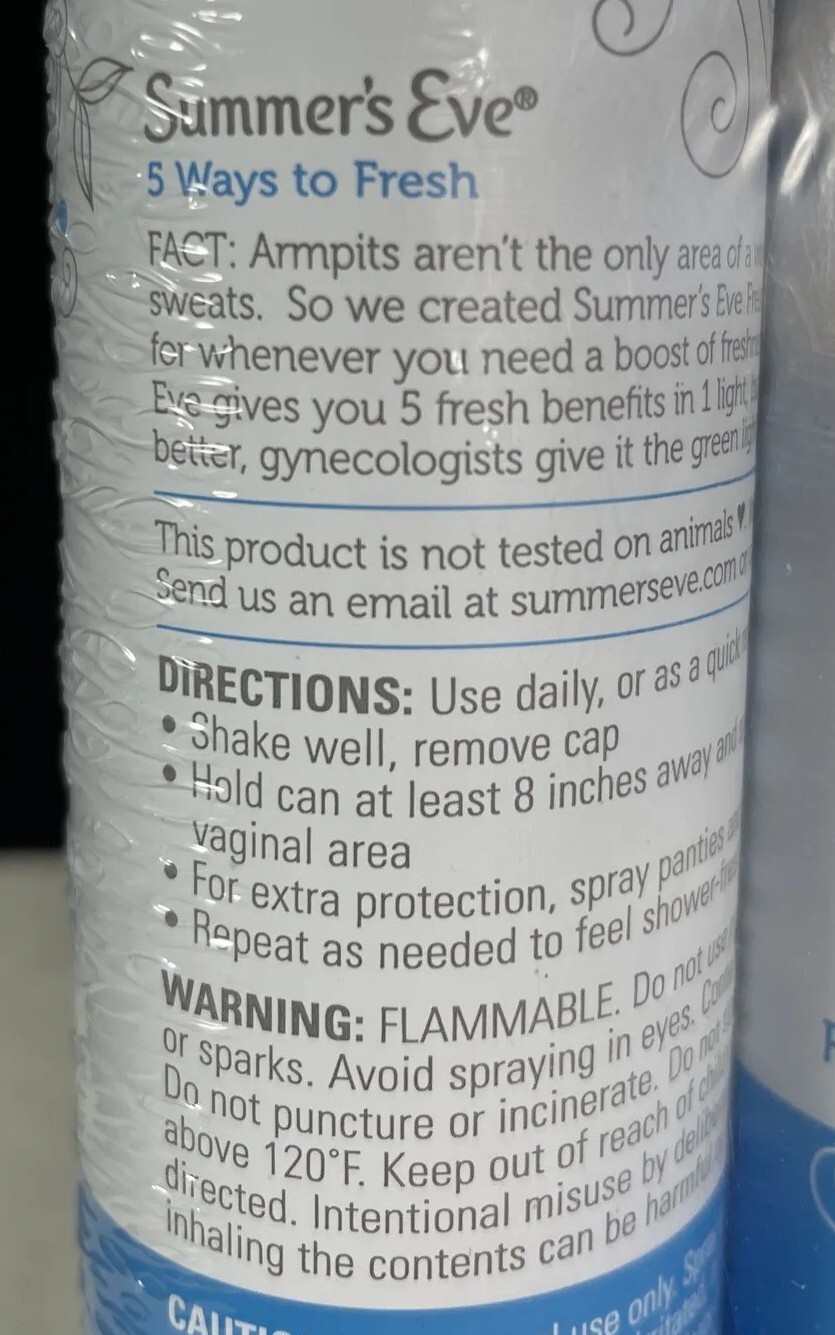 Summer's Eve®
5 Ways to Fresh
FACT: Armpits aren't the only area of a
sweats. So we created Summer's Eve
for whenever you need a boost of
Eve gives you 5 fresh benefits in 1 light,
better, gynecologists give it the green
This product is not tested on animals ♥.
Send us an email at summerseve.com or
DIRECTIONS: Use daily, or as a quick
• Shake well, remove cap
• Hold can at least 8 inches away and
vaginal area
• For extra protection, spray panties
• Repeat as needed to feel
WARNING: FLAMMABLE. Do not use
or sparks. Avoid spraying in eyes.
Do not puncture or incinerate. Do not
above 120°F. Keep out of reach of
directed. Intentional misuse by
inhaling the contents can be harmful
use only.